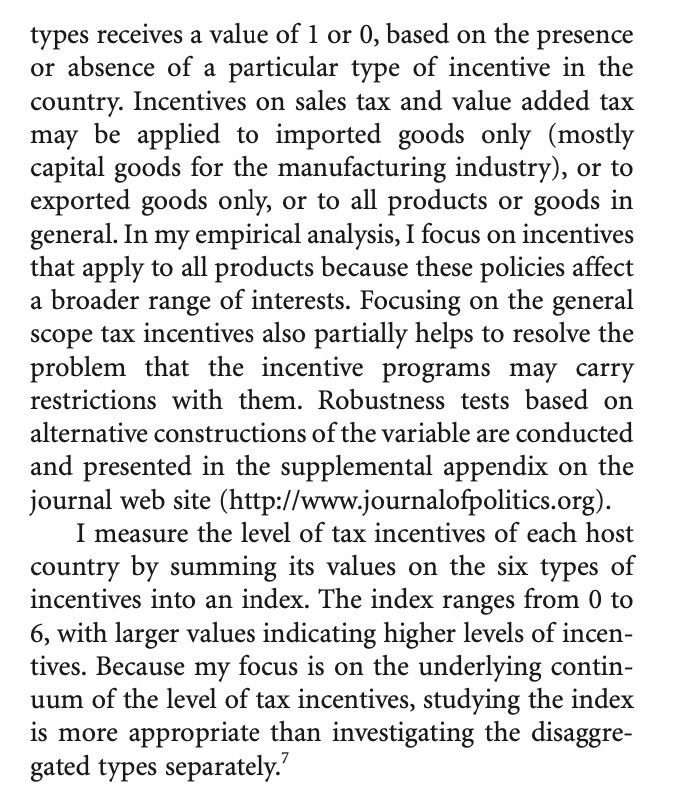 types receives a value of 1 or 0, based on the presence
or absence of a particular type of incentive in the
country. Incentives on sales tax and value added tax
may be applied to imported goods only (mostly
capital goods for the manufacturing industry), or to
exported goods only, or to all products or goods in
general. In my empirical analysis, I focus on incentives
that apply to all products because these policies affect
a broader range of interests. Focusing on the general
scope tax incentives also partially helps to resolve the
problem that the incentive programs may carry
restrictions with them. Robustness tests based on
alternative constructions of the variable are conducted
and presented in the supplemental appendix on the
journal web site (http://www.journalofpolitics.org).
I measure the level of tax incentives of each host
country by summing its values on the six types of
incentives into an index. The index ranges from 0 to
6, with larger values indicating higher levels of incen-
tives. Because my focus is on the underlying contin-
uum of the level of tax incentives, studying the index
is more appropriate than investigating the disaggre-
gated types separately.⁷